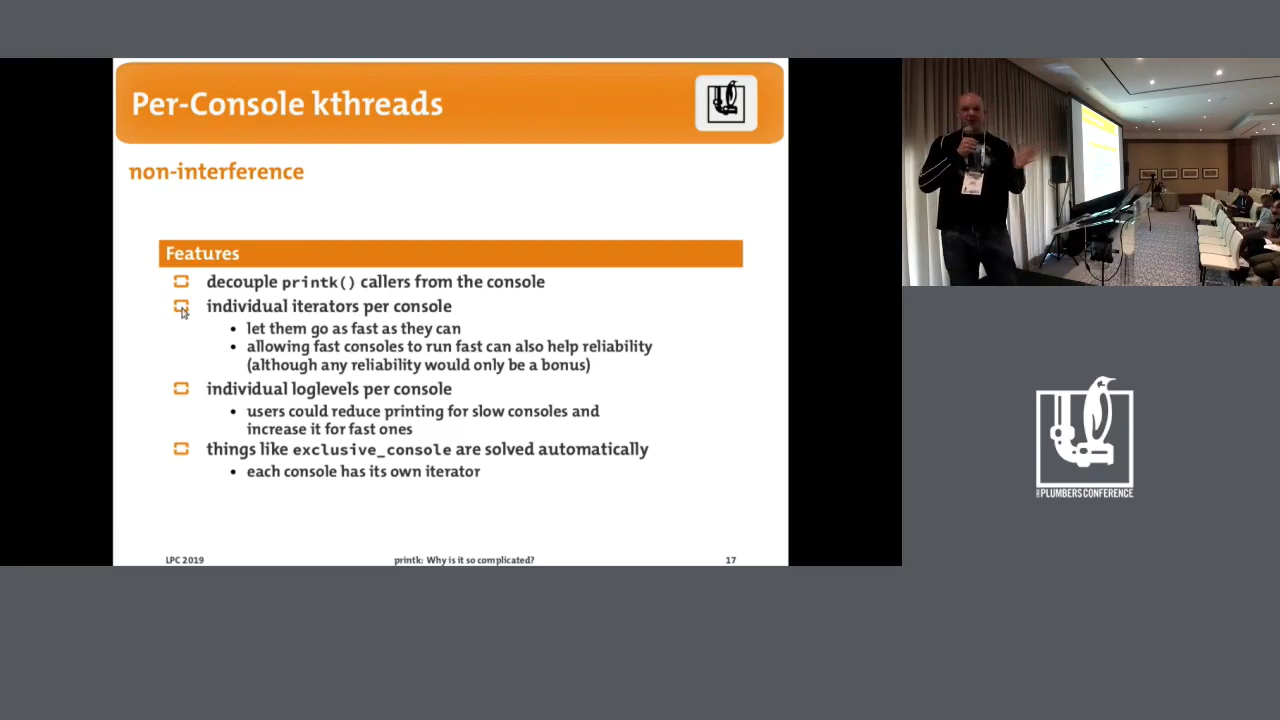 Per-Console kthreads
non-interference
Features
decouple printk() callers from the console
individual iterators per console
• let them go as fast as they can
• allowing fast consoles to run fast can also help reliability
(although any reliability would only be a bonus)
individual loglevels per console
• users could reduce printing for slow consoles and
increase it for fast ones
things like exclusive_console are solved automatically
• each console has its own iterator
LPC 2019
printk: Why is it so complicated?
17
PLUMBERS CONFERENCE